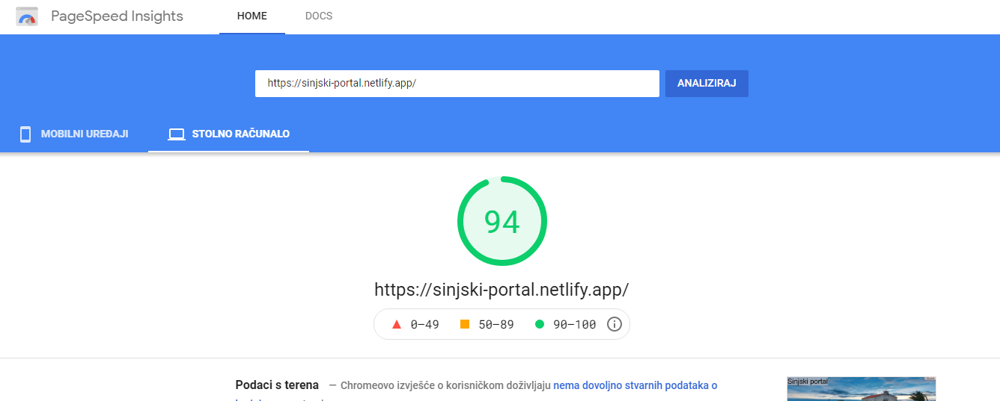 PageSpeed Insights
HOME
DOCS
https://sinjski-portal.netlify.app/
ANALIZIRAJ
MOBILNI UREĐAJI
STOLNO RAČUNALO
94
https://sinjski-portal.netlify.app/
0–49
50–89
90–100
Podaci s terena — Chromeovo izvješće o korisničkom doživljaju nema dovoljno stvarnih podataka o
Sinjski portal